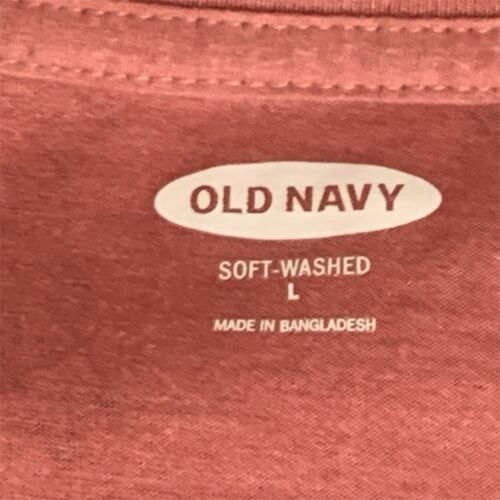 OLD NAVY
SOFT-WASHED
L
MADE IN BANGLADESH